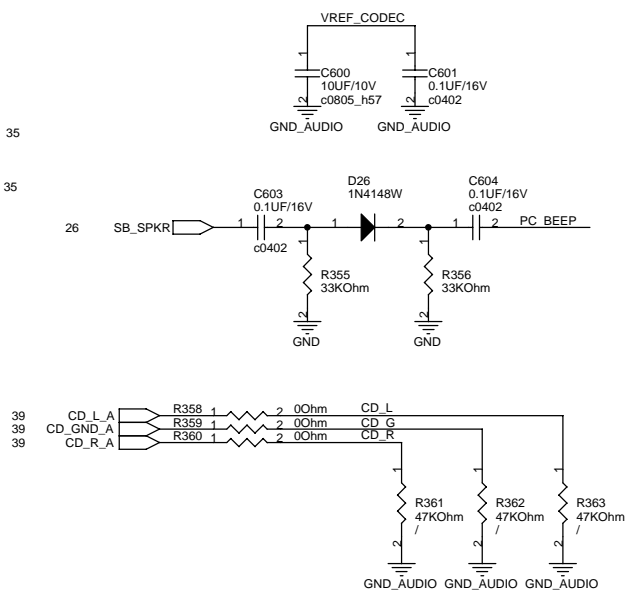 VREF_CODEC
1
1
C600
10UF/10V
c0805_h57
2
C601
0.1UF/16V
c0402
2
GND_AUDIO
GND_AUDIO
35
35
C603
0.1UF/16V
D26
1N4148W
C604
0.1UF/16V
c0402
26
SB_SPKR
1
2
c0402
1
2
1
2
PC_BEEP
1
R355
33KOhm
2
1
R356
33KOhm
2
GND
GND
39
CD_L_A
R358
1
2
0Ohm
CD_L
39
CD_GND_A
R359
1
2
0Ohm
CD_G
39
CD_R_A
R360
1
2
0Ohm
CD_R
1
1
1
R361
47KOhm
/
R362
47KOhm
/
R363
47KOhm
/
2
2
2
GND_AUDIO
GND_AUDIO
GND_AUDIO